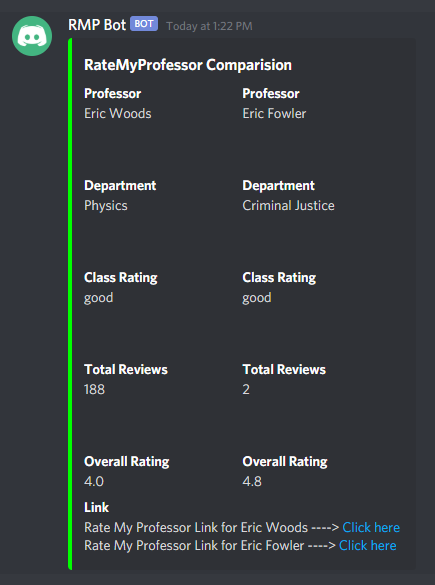 RMP Bot BOT Today at 1:22 PM
RateMyProfessor Comparision
Professor Professor
Eric Woods Eric Fowler
Department Department
Physics Criminal Justice
Class Rating Class Rating
good good
Total Reviews Total Reviews
188 2
Overall Rating Overall Rating
4.0 4.8
Link
Rate My Professor Link for Eric Woods ----> Click here
Rate My Professor Link for Eric Fowler ----> Click here